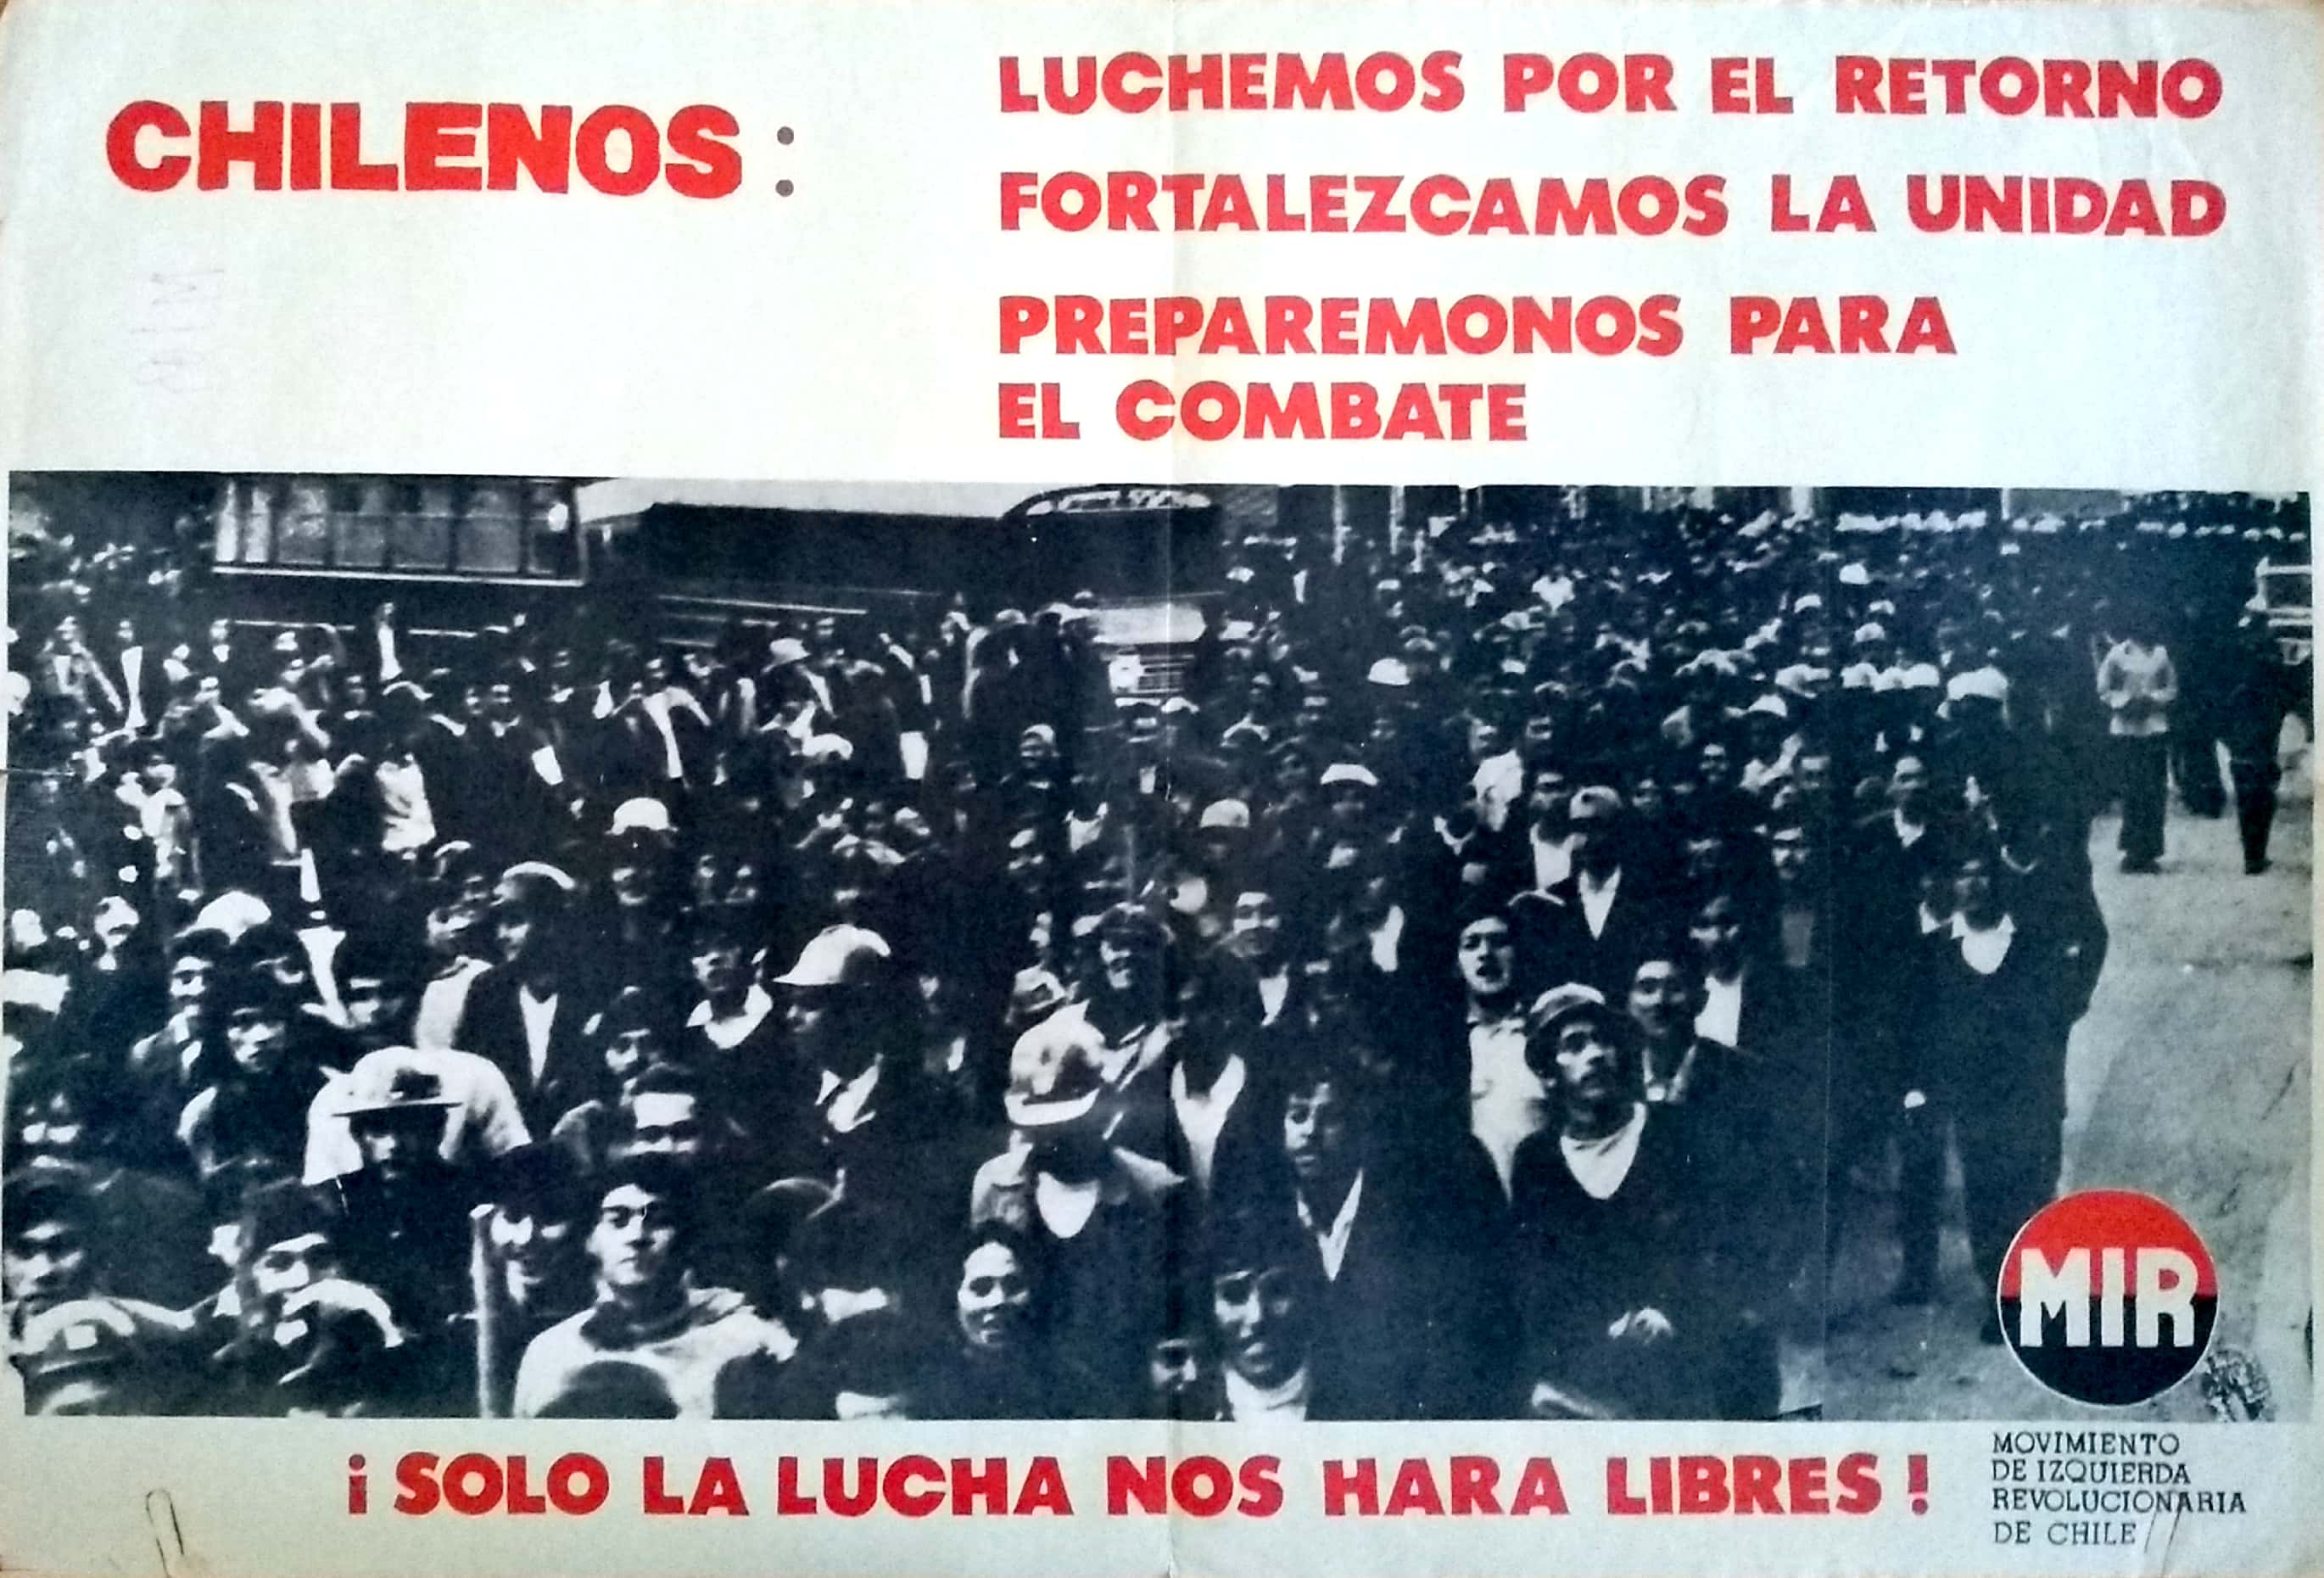 CHILENOS:
LUCHEMOS POR EL RETORNO
FORTALEZCAMOS LA UNIDAD
PREPAREMONOS PARA
EL COMBATE
MIR
¡SOLO LA LUCHA NOS HARA LIBRES!
MOVIMIENTO
DE IZQUIERDA
REVOLUCIONARIA
DE CHILE